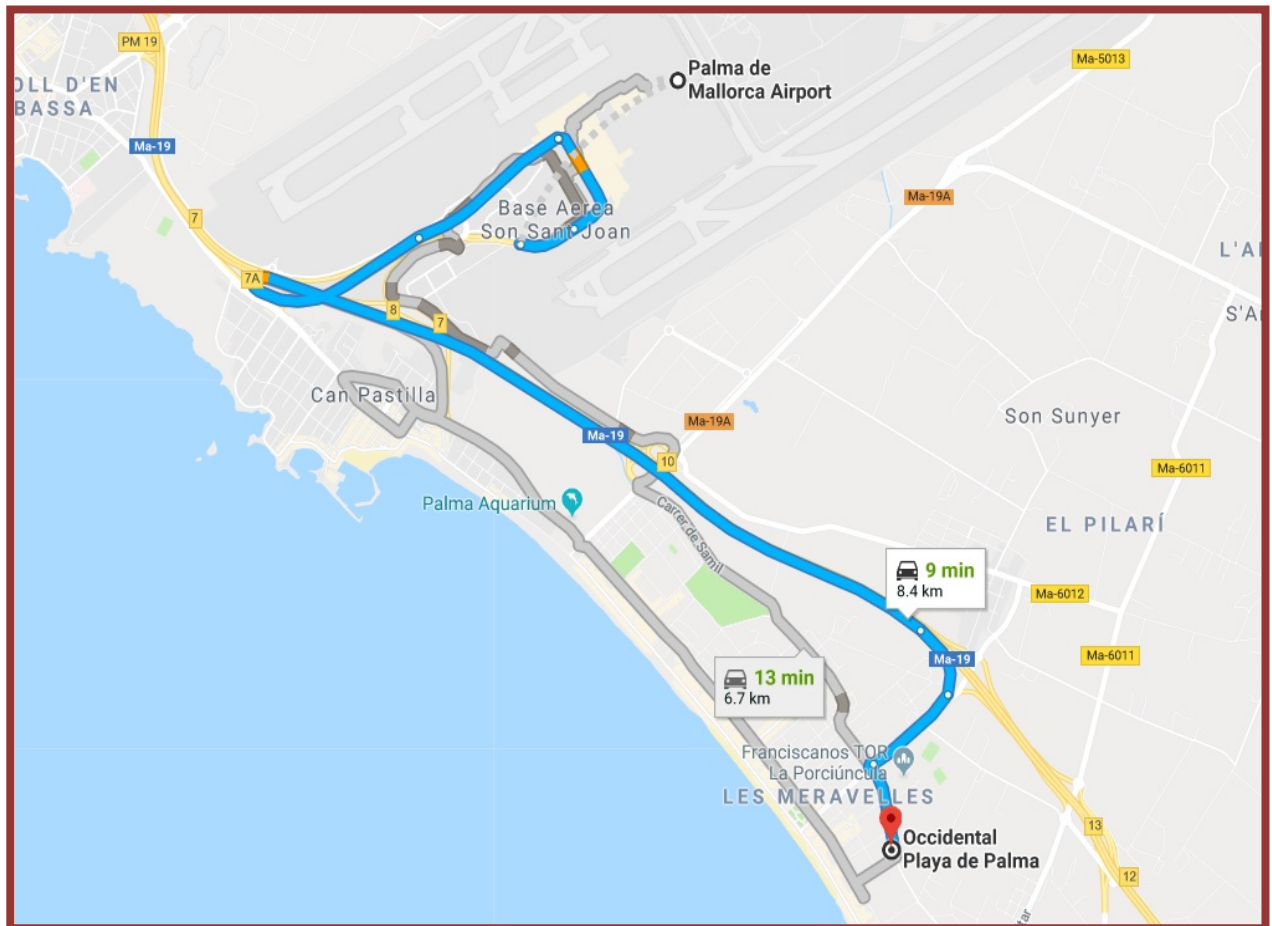 PM 19
OLL D'EN
BASSA
Ma-19
Palma de
Mallorca Airport
Ma-5013
Ma-19A
7
Base Aerea
Son Sant Joan
L'A
7A
8
7
S'A
Can Pastilla
Ma-19
Ma-19A
Son Sunyer
10
Ma-6011
Palma Aquarium
Carrer de Samil
EL PILARÍ
9 min
8.4 km
Ma-6012
Ma-19
Ma-6011
13 min
6.7 km
Franciscanos TOR
La Porciúncula
LES MERAVELLES
13
Occidental
Playa de Palma
12
tar